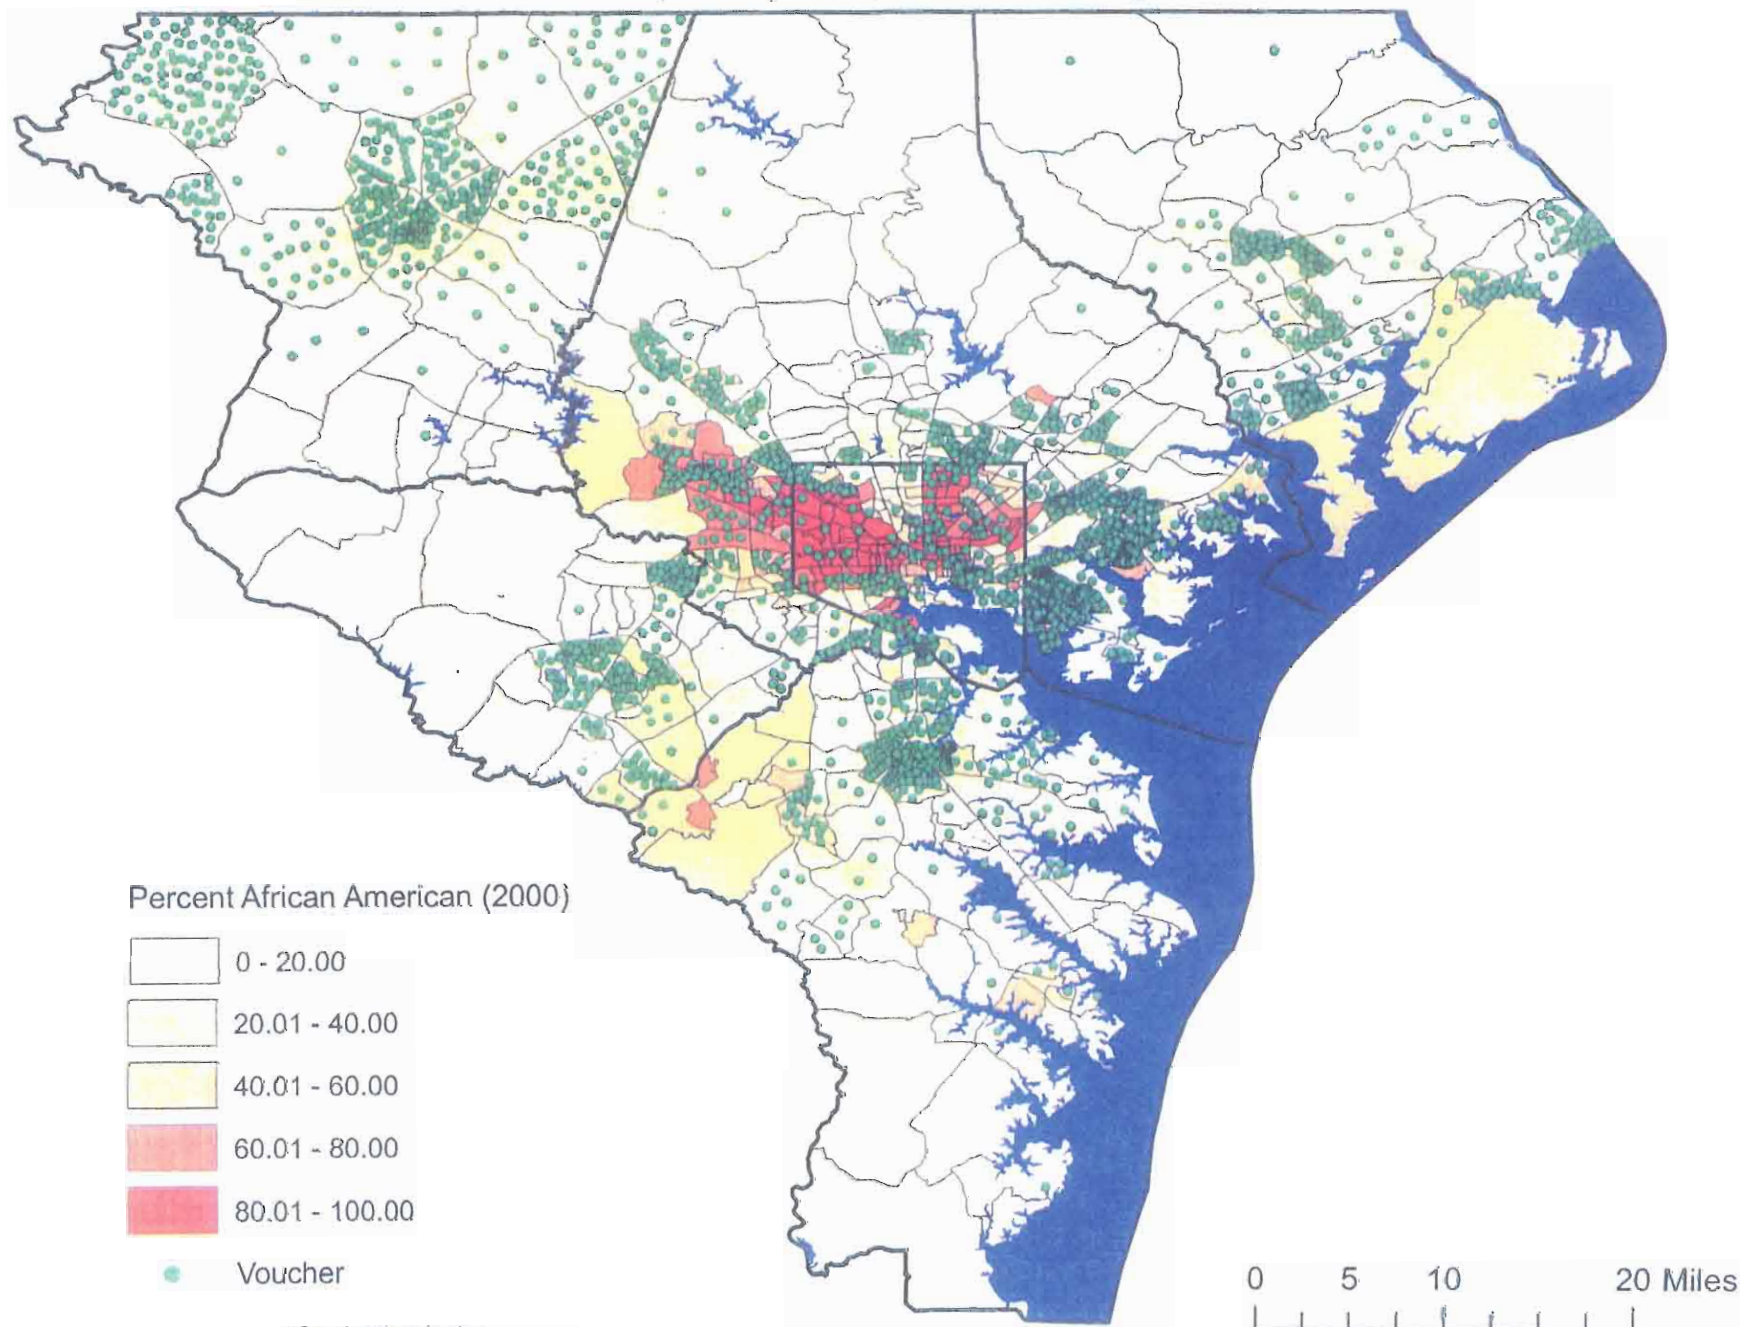 Percent African American (2000)
0 - 20.00
20.01 - 40.00
40.01 - 60.00
60.01 - 80.00
80.01 - 100.00
Voucher
0 5 10 20 Miles